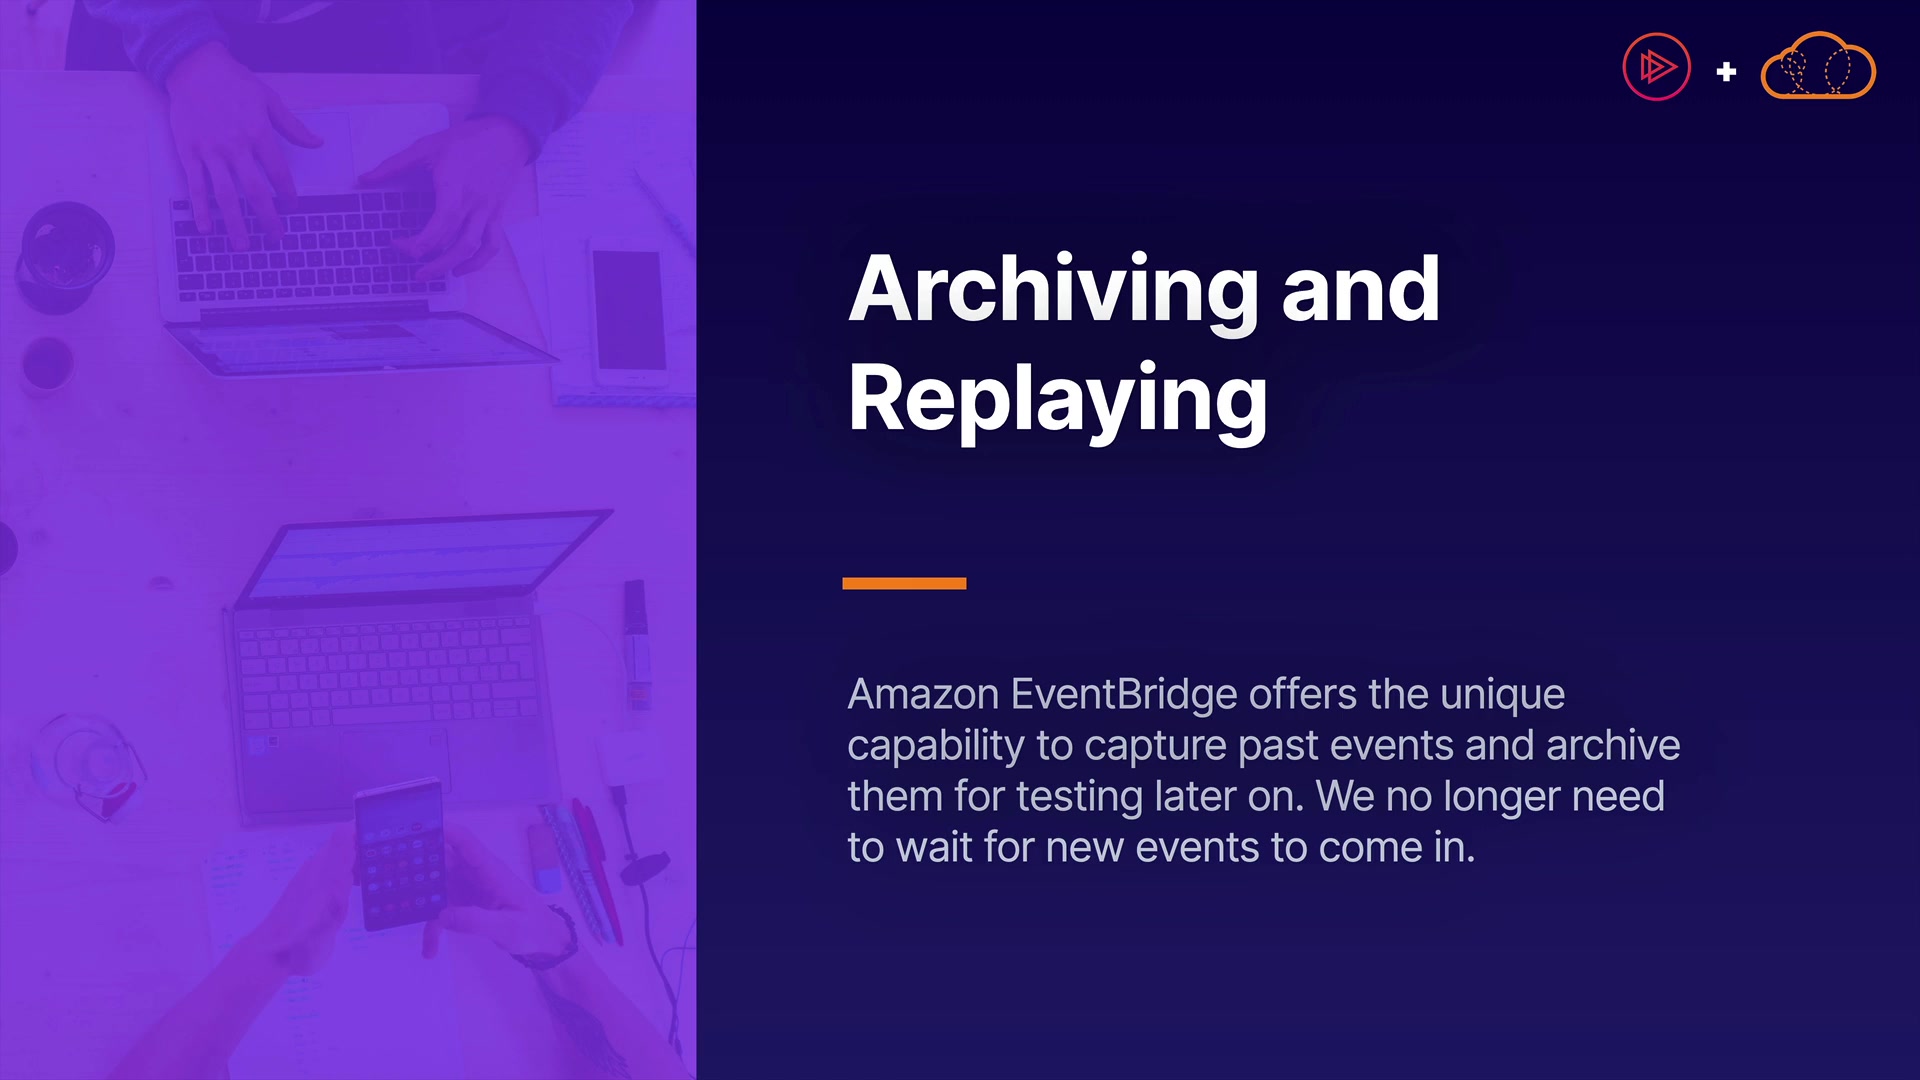 Archiving and
Replaying
Amazon EventBridge offers the unique
capability to capture past events and archive
them for testing later on. We no longer need
to wait for new events to come in.